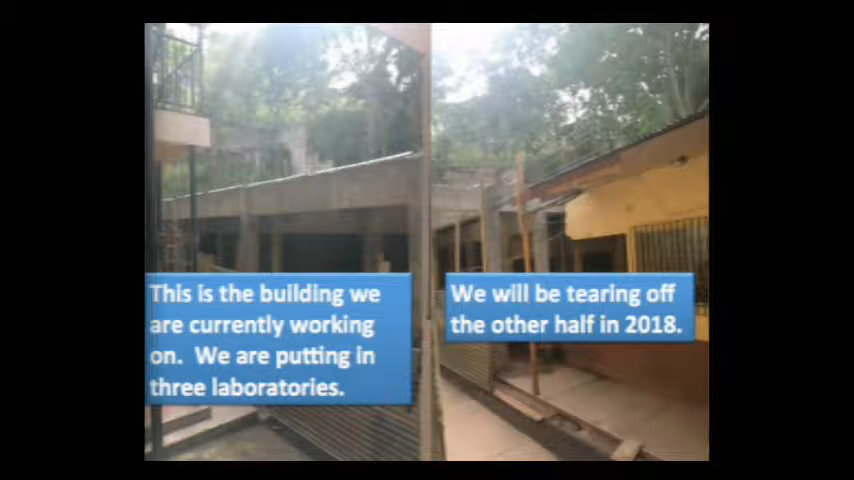 This is the building we
are currently working
on.  We are putting in
three laboratories.
We will be tearing off
the other half in 2018.